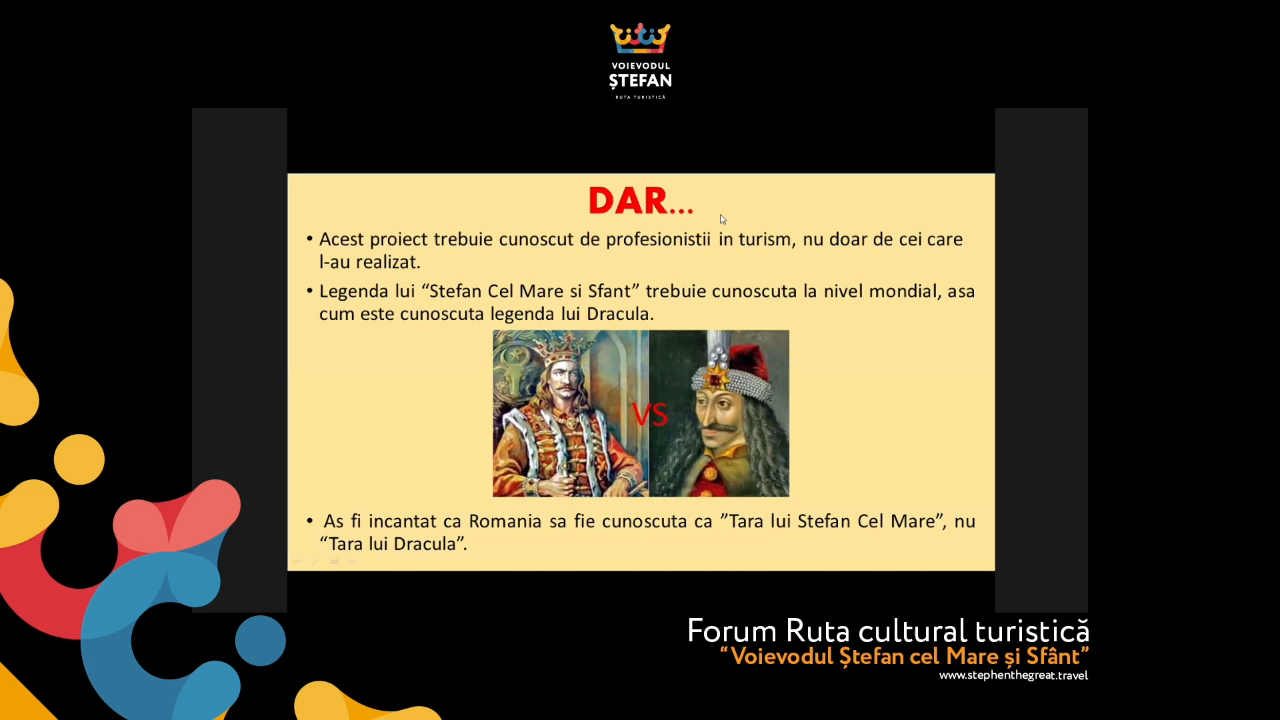 VOIEVODUL
ȘTEFAN
RUTA TURISTICĂ
DAR...
• Acest proiect trebuie cunoscut de profesionistii in turism, nu doar de cei care
l-au realizat.
• Legenda lui “Stefan Cel Mare si Sfant” trebuie cunoscuta la nivel mondial, asa
cum este cunoscuta legenda lui Dracula.
VS
• As fi incantat ca Romania sa fie cunoscuta ca ”Tara lui Stefan Cel Mare”, nu
“Tara lui Dracula”.
Forum Ruta cultural turistică
“Voievodul Ștefan cel Mare și Sfânt”
www.stephenthegreat.travel